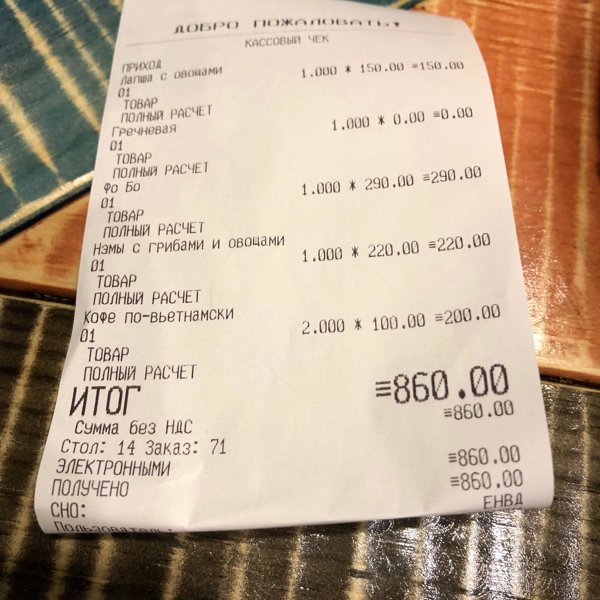 ДОБРО ПОЖАЛОВАТЬ!
КАССОВЫЙ ЧЕК
ПРИХОД
Лапша с овощами 1.000 * 150.00 ≡150.00
01
ТОВАР
ПОЛНЫЙ РАСЧЕТ
Гречневая 1.000 * 0.00 ≡0.00
01
ТОВАР
ПОЛНЫЙ РАСЧЕТ
Фо Бо 1.000 * 290.00 ≡290.00
01
ТОВАР
ПОЛНЫЙ РАСЧЕТ
Нэмы с грибами и овощами
01 1.000 * 220.00 ≡220.00
ТОВАР
ПОЛНЫЙ РАСЧЕТ
Кофе по-вьетнамски
01 2.000 * 100.00 ≡200.00
ТОВАР
ПОЛНЫЙ РАСЧЕТ
ИТОГ ≡860.00
Сумма без НДС ≡860.00
Стол: 14 Заказ: 71
ЭЛЕКТРОННЫМИ ≡860.00
ПОЛУЧЕНО ≡860.00
СНО: ЕНВД
Пользователь: